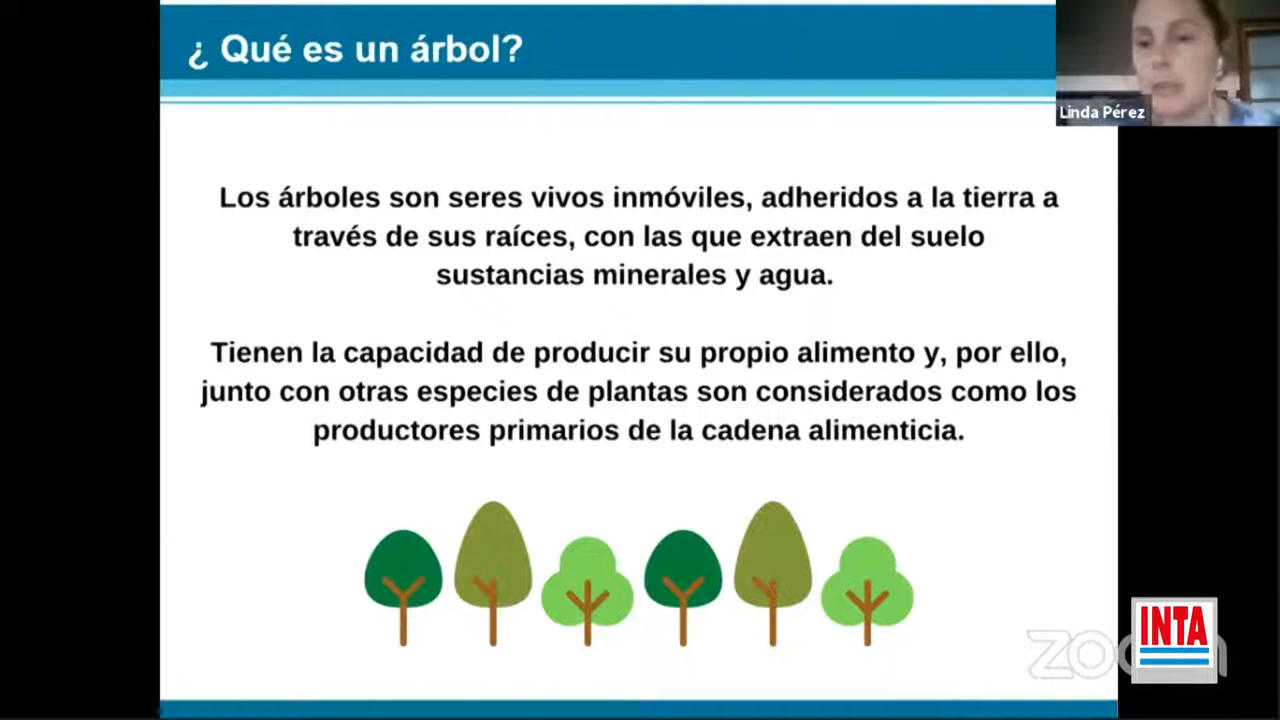 ¿ Qué es un árbol?
Linda Pérez
Los árboles son seres vivos inmóviles, adheridos a la tierra a
través de sus raíces, con las que extraen del suelo
sustancias minerales y agua.
Tienen la capacidad de producir su propio alimento y, por ello,
junto con otras especies de plantas son considerados como los
productores primarios de la cadena alimenticia.
zoom
INTA